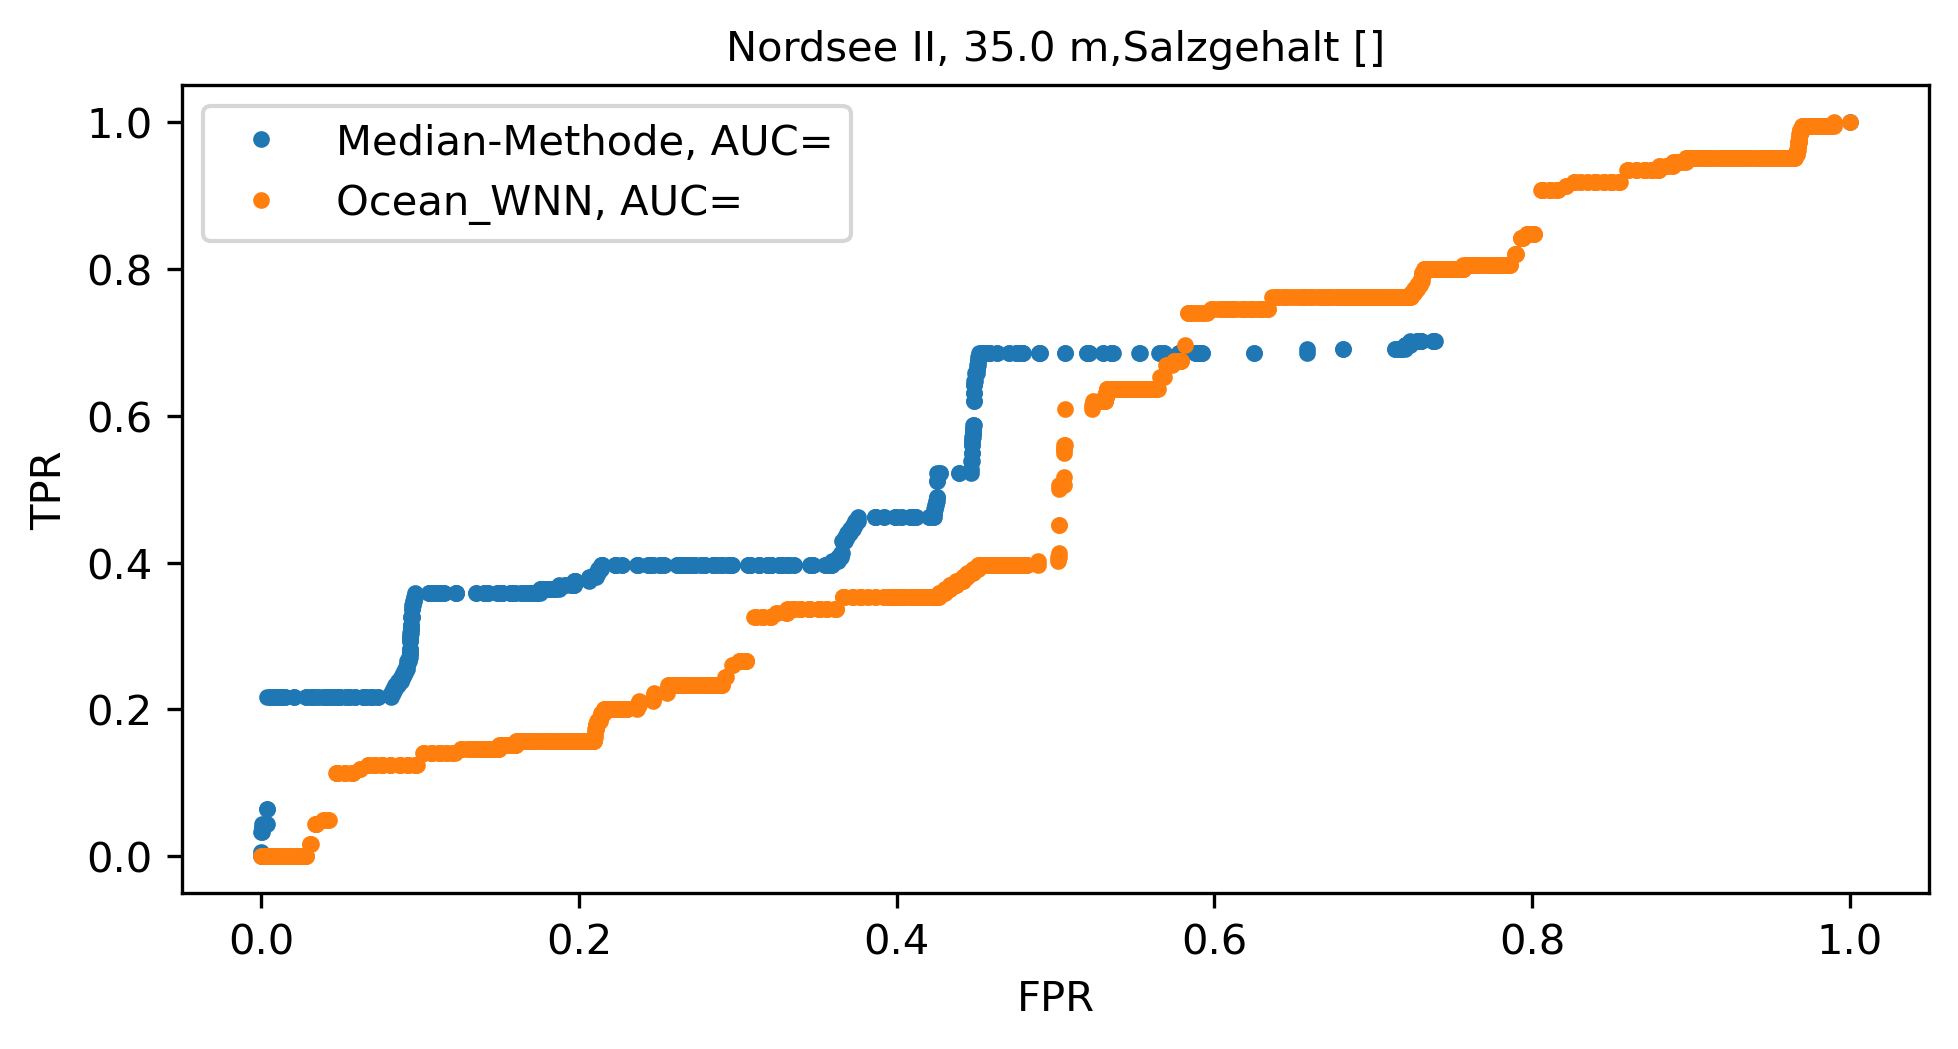 Nordsee II, 35.0 m,Salzgehalt []
Median-Methode, AUC=
Ocean_WNN, AUC=
1.0
0.8
0.6
0.4
0.2
0.0
TPR
0.0 0.2 0.4 0.6 0.8 1.0
FPR